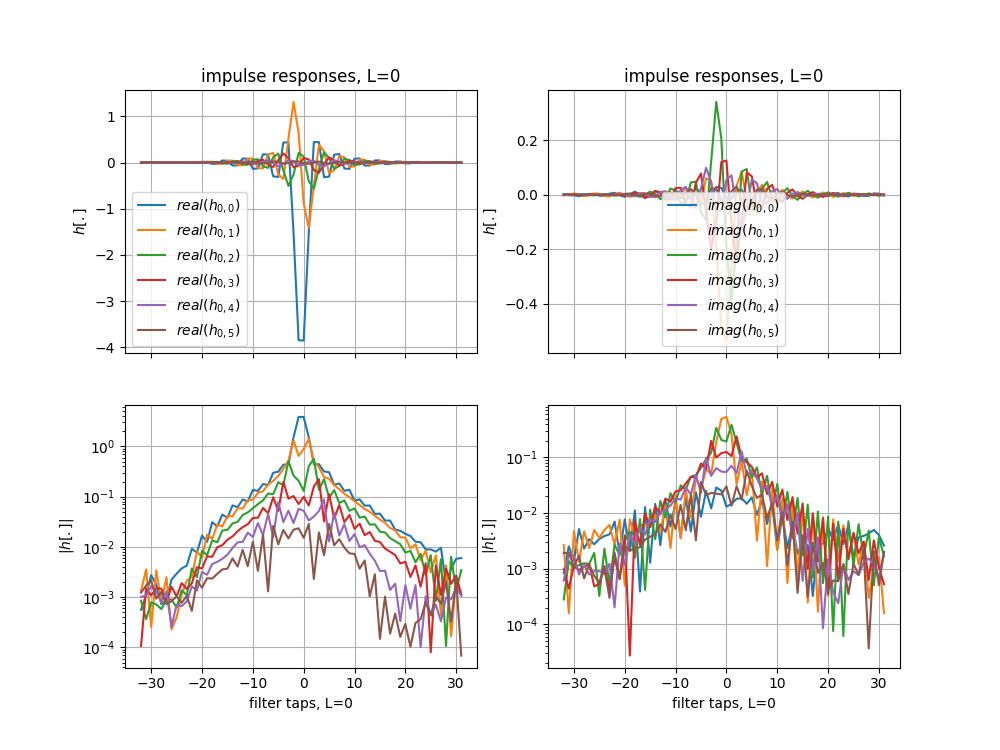 impulse responses, L=0
1
0
−1
−2
−3
−4
h[.]
real(h0,0)
real(h0,1)
real(h0,2)
real(h0,3)
real(h0,4)
real(h0,5)
impulse responses, L=0
0.2
0.0
−0.2
−0.4
h[.]
imag(h0,0)
imag(h0,1)
imag(h0,2)
imag(h0,3)
imag(h0,4)
imag(h0,5)
10⁰
10⁻¹
10⁻²
10⁻³
10⁻⁴
|h[.]|
−30 −20 −10 0 10 20 30
filter taps, L=0
10⁻¹
10⁻²
10⁻³
10⁻⁴
|h[.]|
−30 −20 −10 0 10 20 30
filter taps, L=0